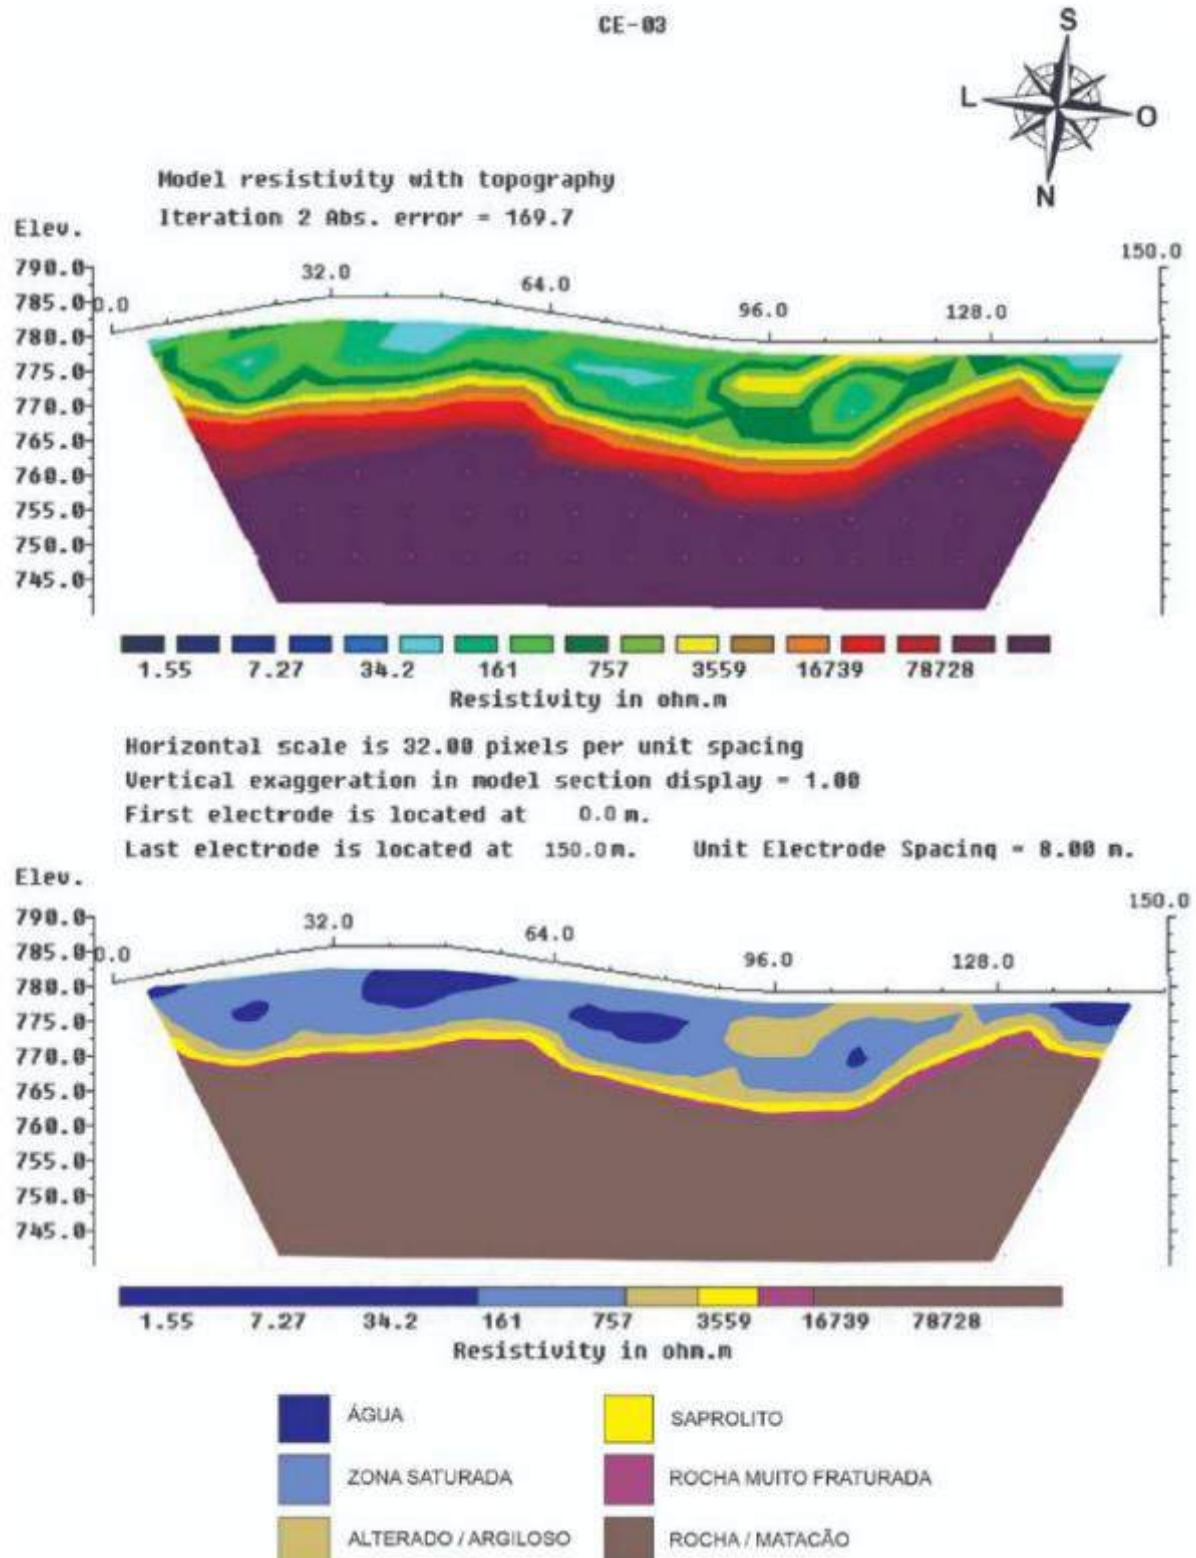 CE-03
S
L
O
N
Model resistivity with topography
Iteration 2 Abs. error = 169.7
Elev.
150.0
790.0
32.0
785.0
0.0
64.0
780.0
96.0
128.0
775.0
770.0
765.0
760.0
755.0
750.0
745.0
1.55 7.27 34.2 161 757 3559 16739 78728
Resistivity in ohm.m
Horizontal scale is 32.00 pixels per unit spacing
Vertical exaggeration in model section display = 1.00
First electrode is located at 0.0 m.
Last electrode is located at 150.0 m. Unit Electrode Spacing = 8.00 m.
Elev.
150.0
790.0
32.0
785.0
0.0
64.0
780.0
96.0
128.0
775.0
770.0
765.0
760.0
755.0
750.0
745.0
1.55 7.27 34.2 161 757 3559 16739 78728
Resistivity in ohm.m
ÁGUA
SAPROLITO
ZONA SATURADA
ROCHA MUITO FRATURADA
ALTERADO / ARGILOSO
ROCHA / MATACÃO